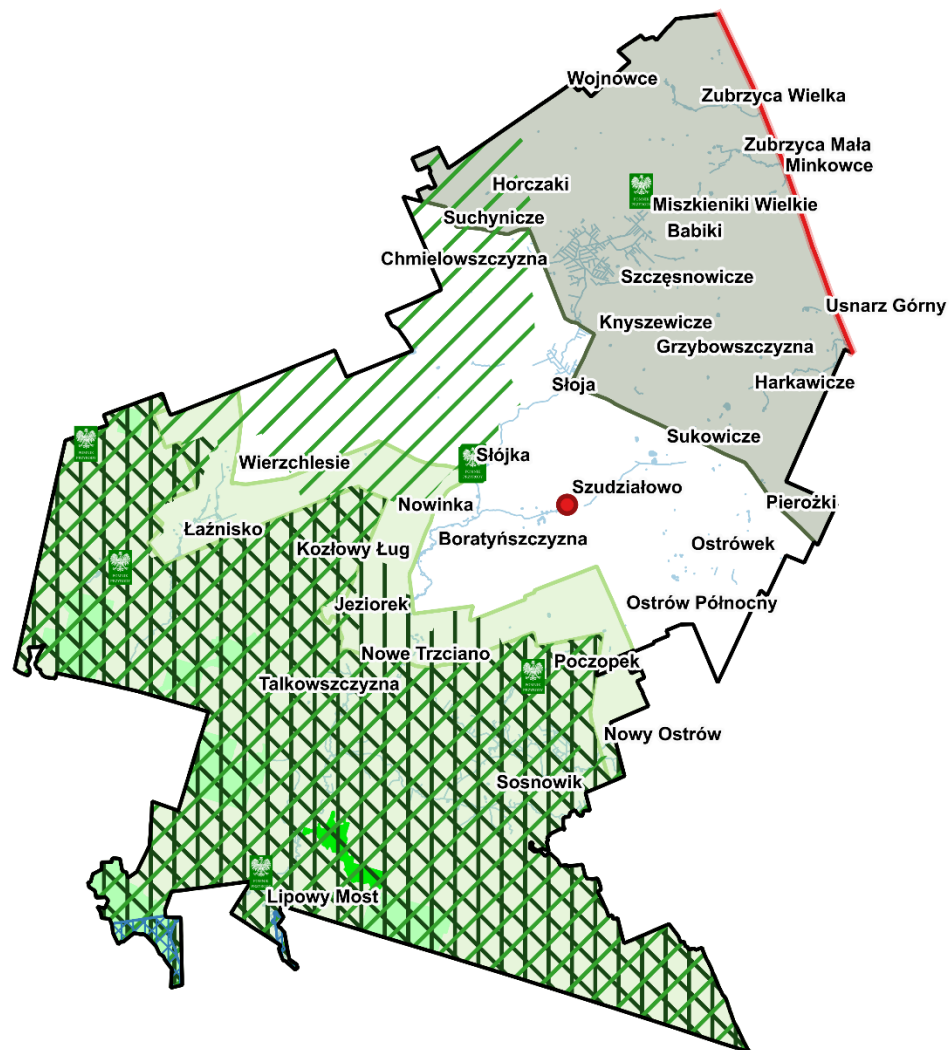 Wojnowce
Zubrzyca Wielka
Zubrzyca Mała
Minkowce
Horczaki
Miszkieniki Wielkie
Suchynicze
Babiki
Chmielowszczyzna
Szczęsnowicze
Usnarz Górny
Knyszewicze
Grzybowszczyzna
Słoja
Harkawicze
Sukowicze
Słójka
Wierzchlesie
Szudziałowo
Nowinka
Pierożki
Łaźnisko
Boratyńszczyzna
Ostrówek
Kozłowy Ług
Jeziorek
Ostrów Północny
Nowe Trzciano
Poczopek
Talkowszczyzna
Nowy Ostrów
Sosnowik
Lipowy Most